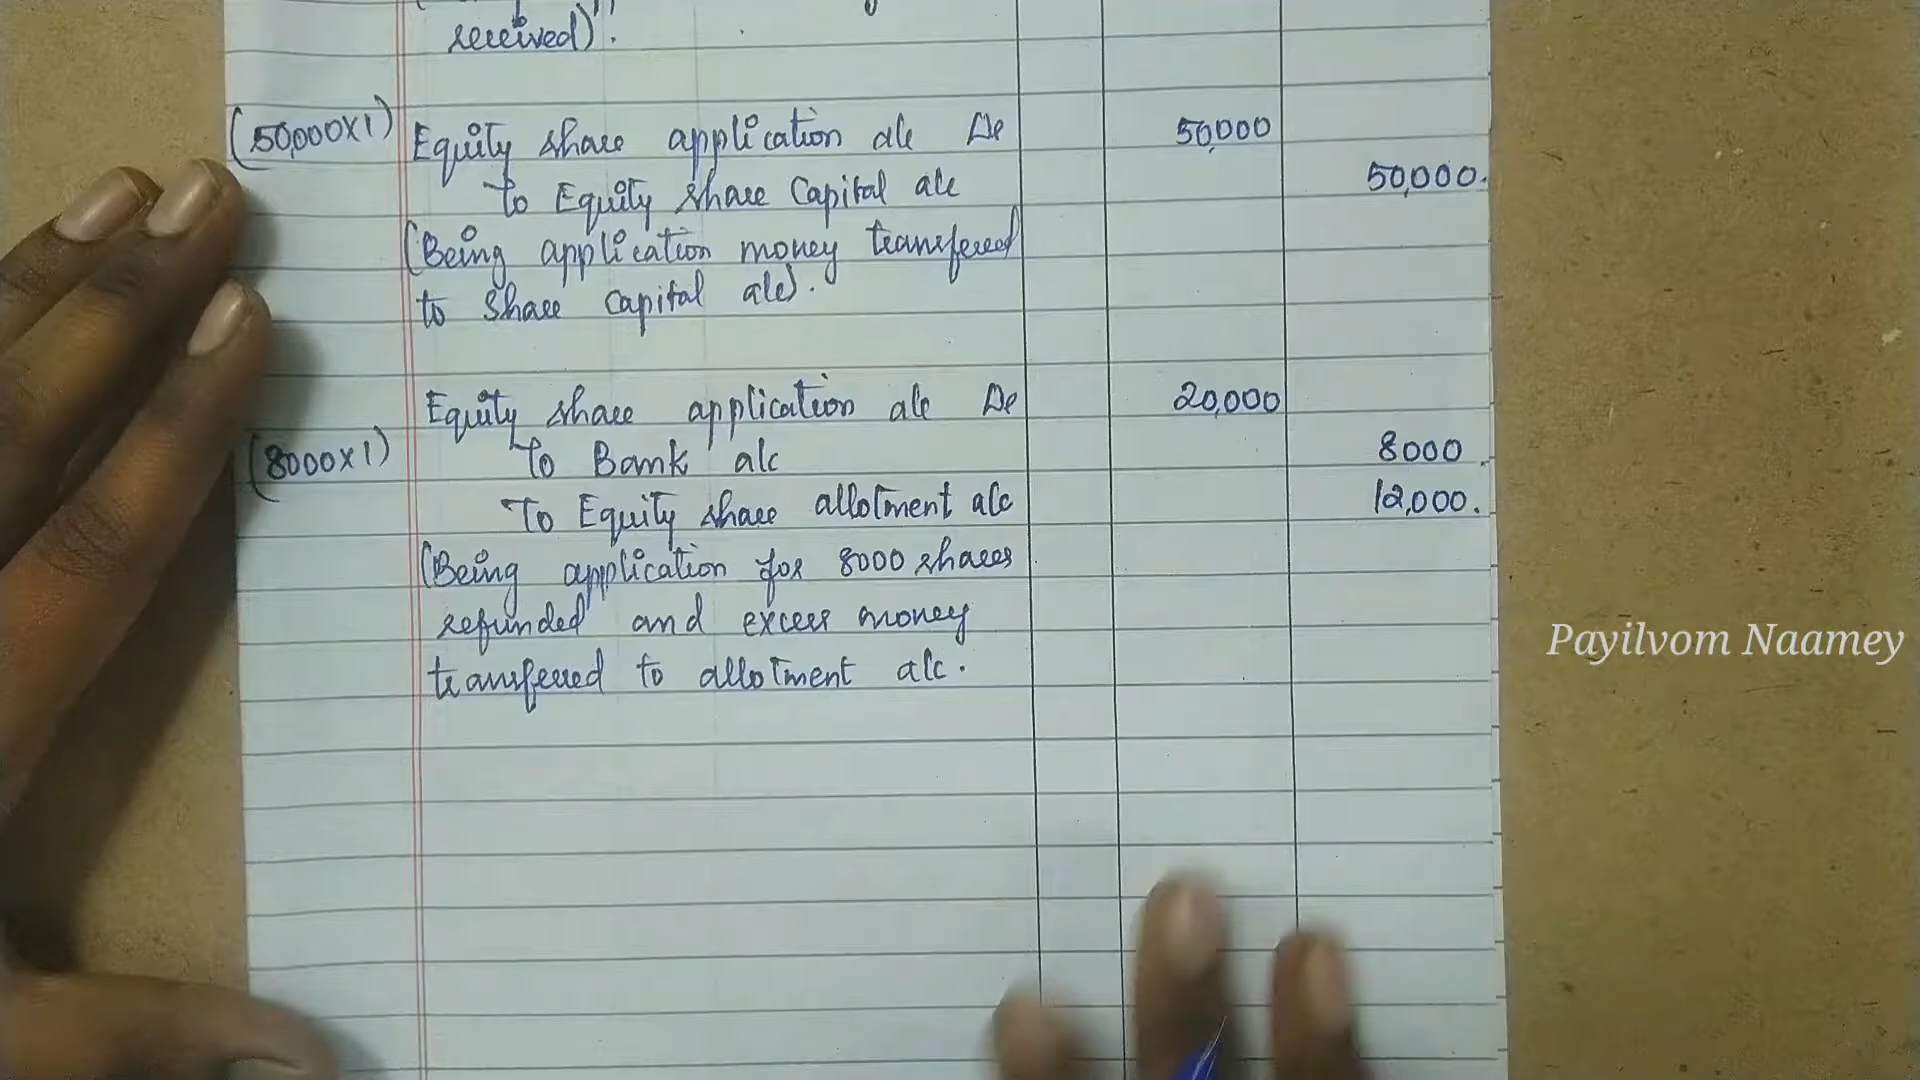 received)".
(50,000x1) Equity share application a/c Dr 50,000
To Equity share Capital a/c 50,000.
(Being application money transferred
to share capital a/c).
Equity share application a/c Dr 20,000
(8000x1) To Bank a/c 8000
To Equity share allotment a/c 12,000.
(Being application for 8000 shares
refunded and excess money
transferred to allotment a/c.
Payilvom Naamey